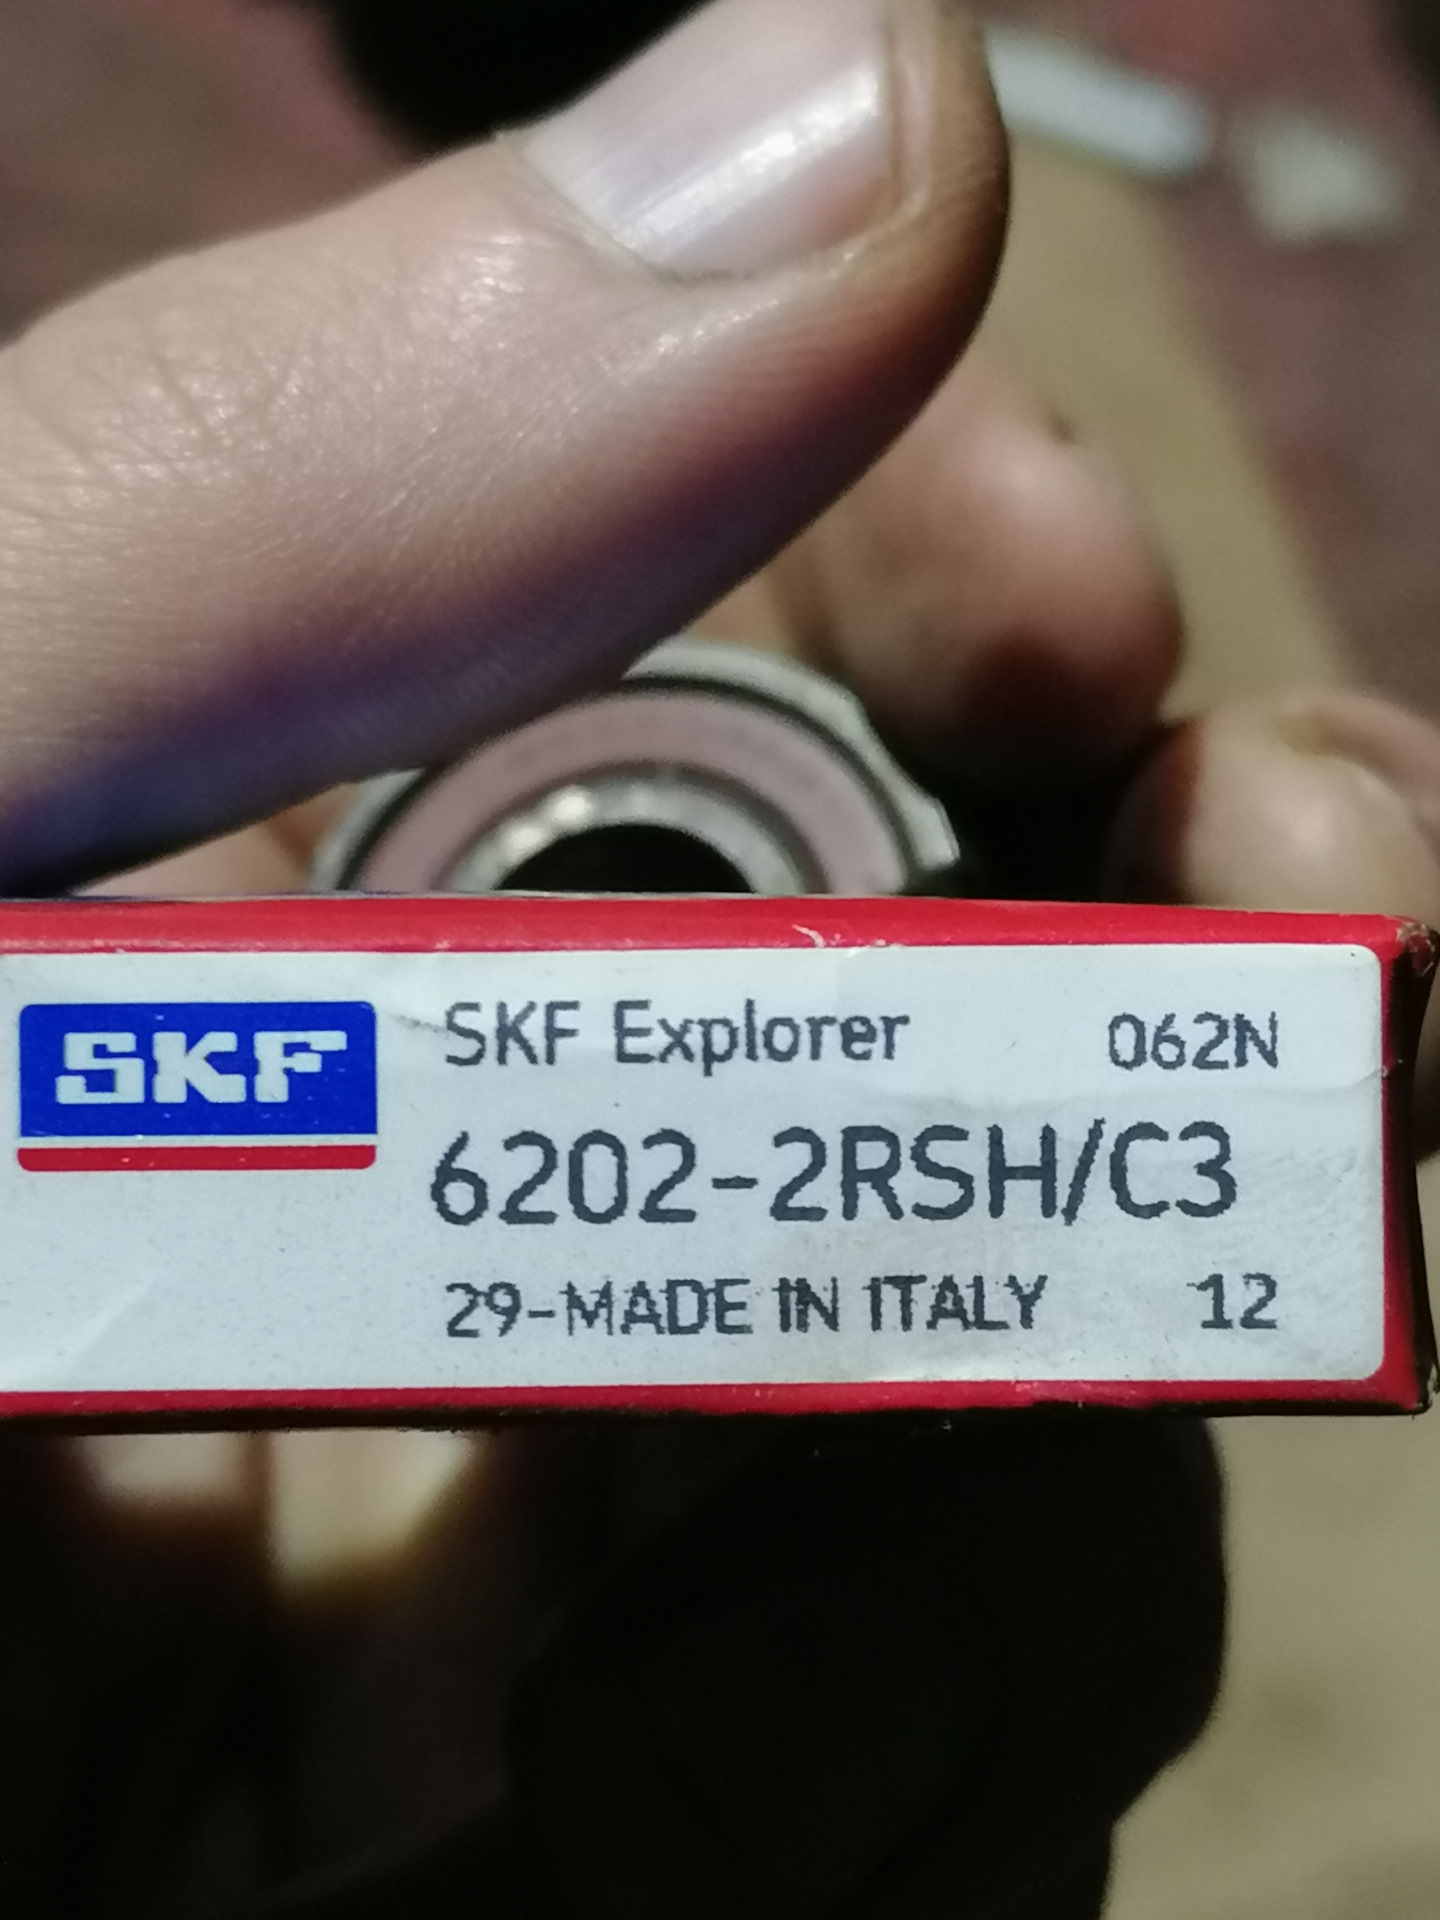 SKF
SKF Explorer 062N
6202-2RSH/C3
29-MADE IN ITALY 12